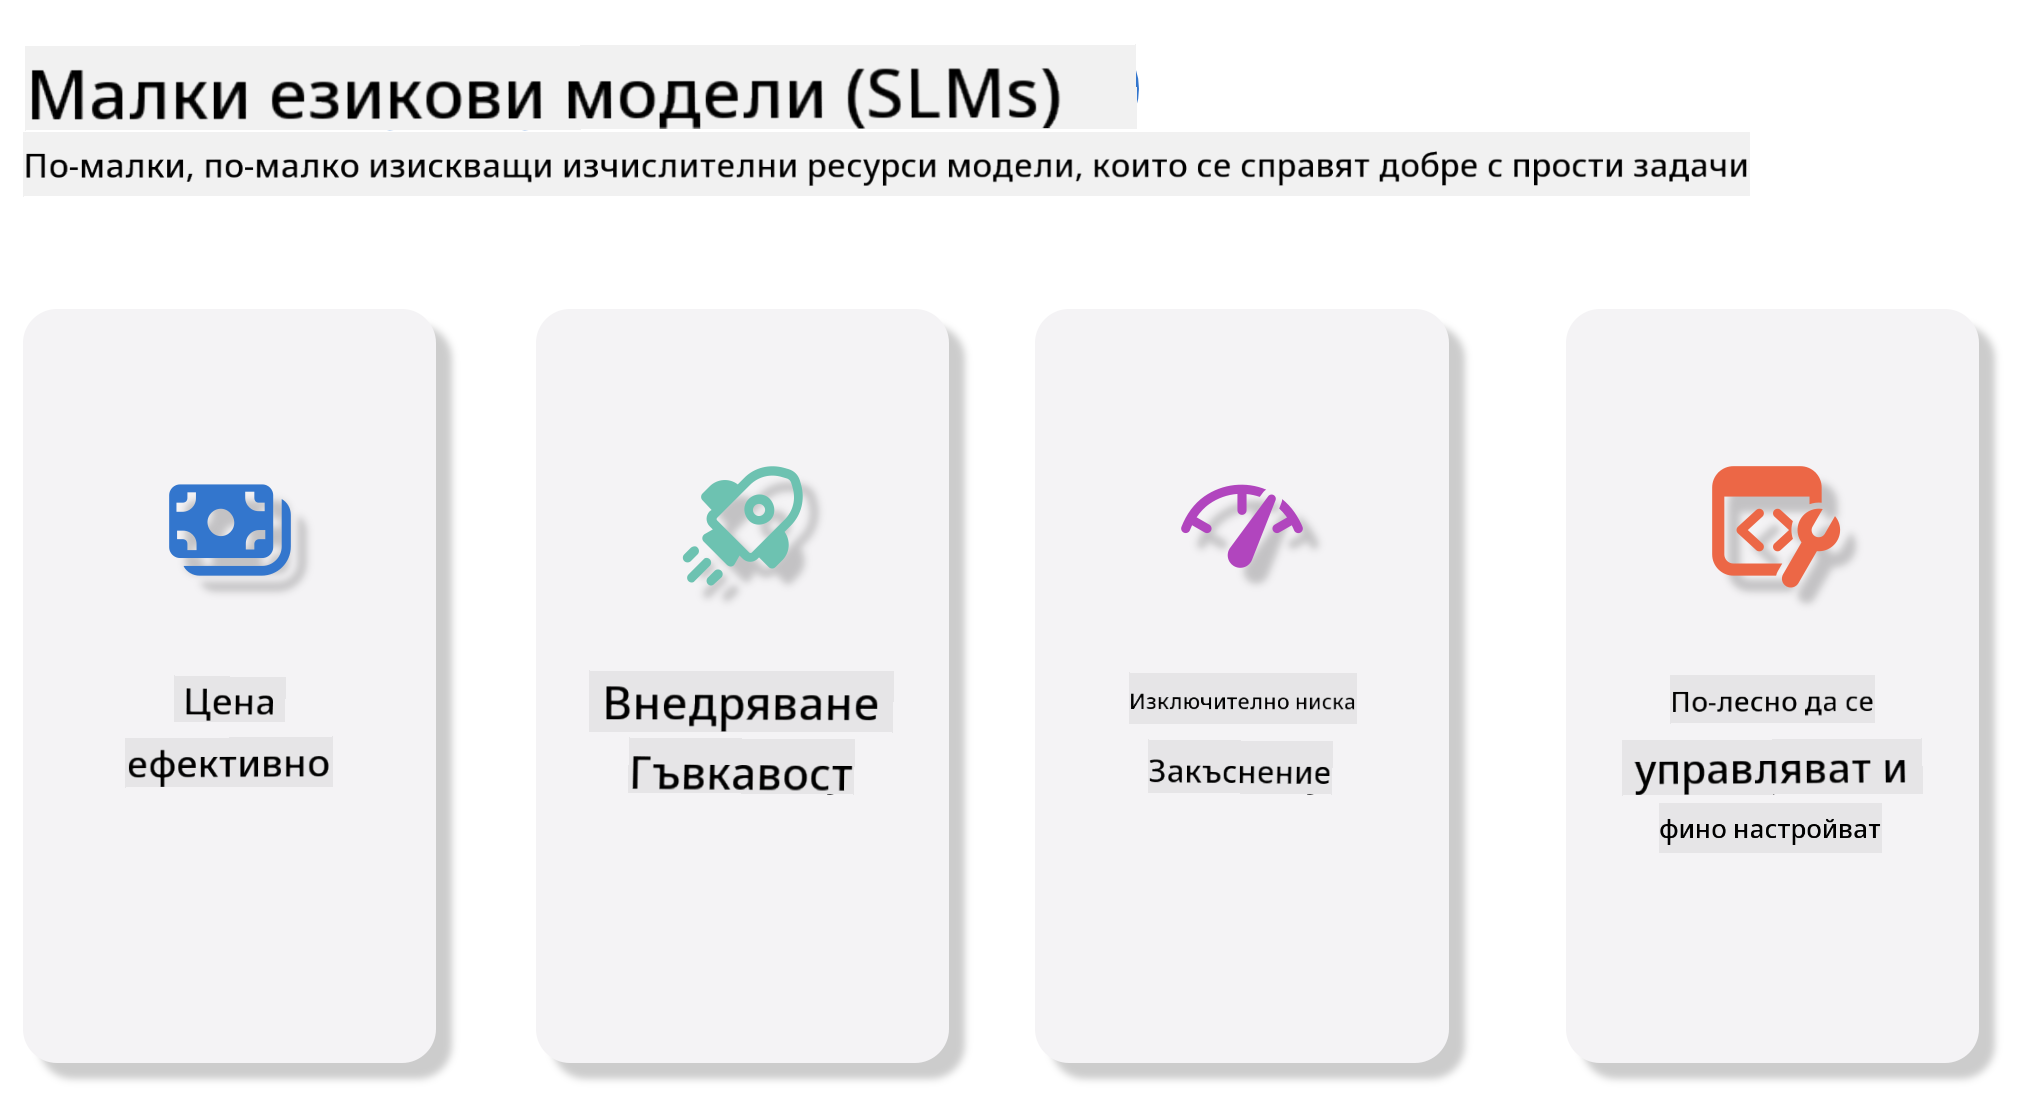 Малки езикови модели (SLMs)
По-малки, по-малко изискващи изчислителни ресурси модели, които се справят добре с прости задачи
Цена
ефективно
Внедряване
Гъвкавост
Изключително ниска
Закъснение
По-лесно да се
управляват и
фино настройват